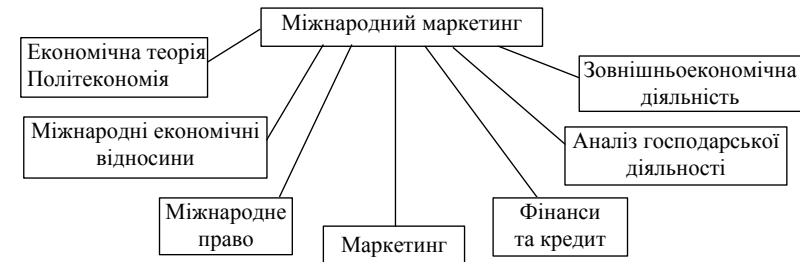 Міжнародний маркетинг
Економічна теорія
Політекономія
Зовнішньоекономічна
діяльність
Міжнародні економічні
відносини
Аналіз господарської
діяльності
Міжнародне
право
Маркетинг
Фінанси
та кредит